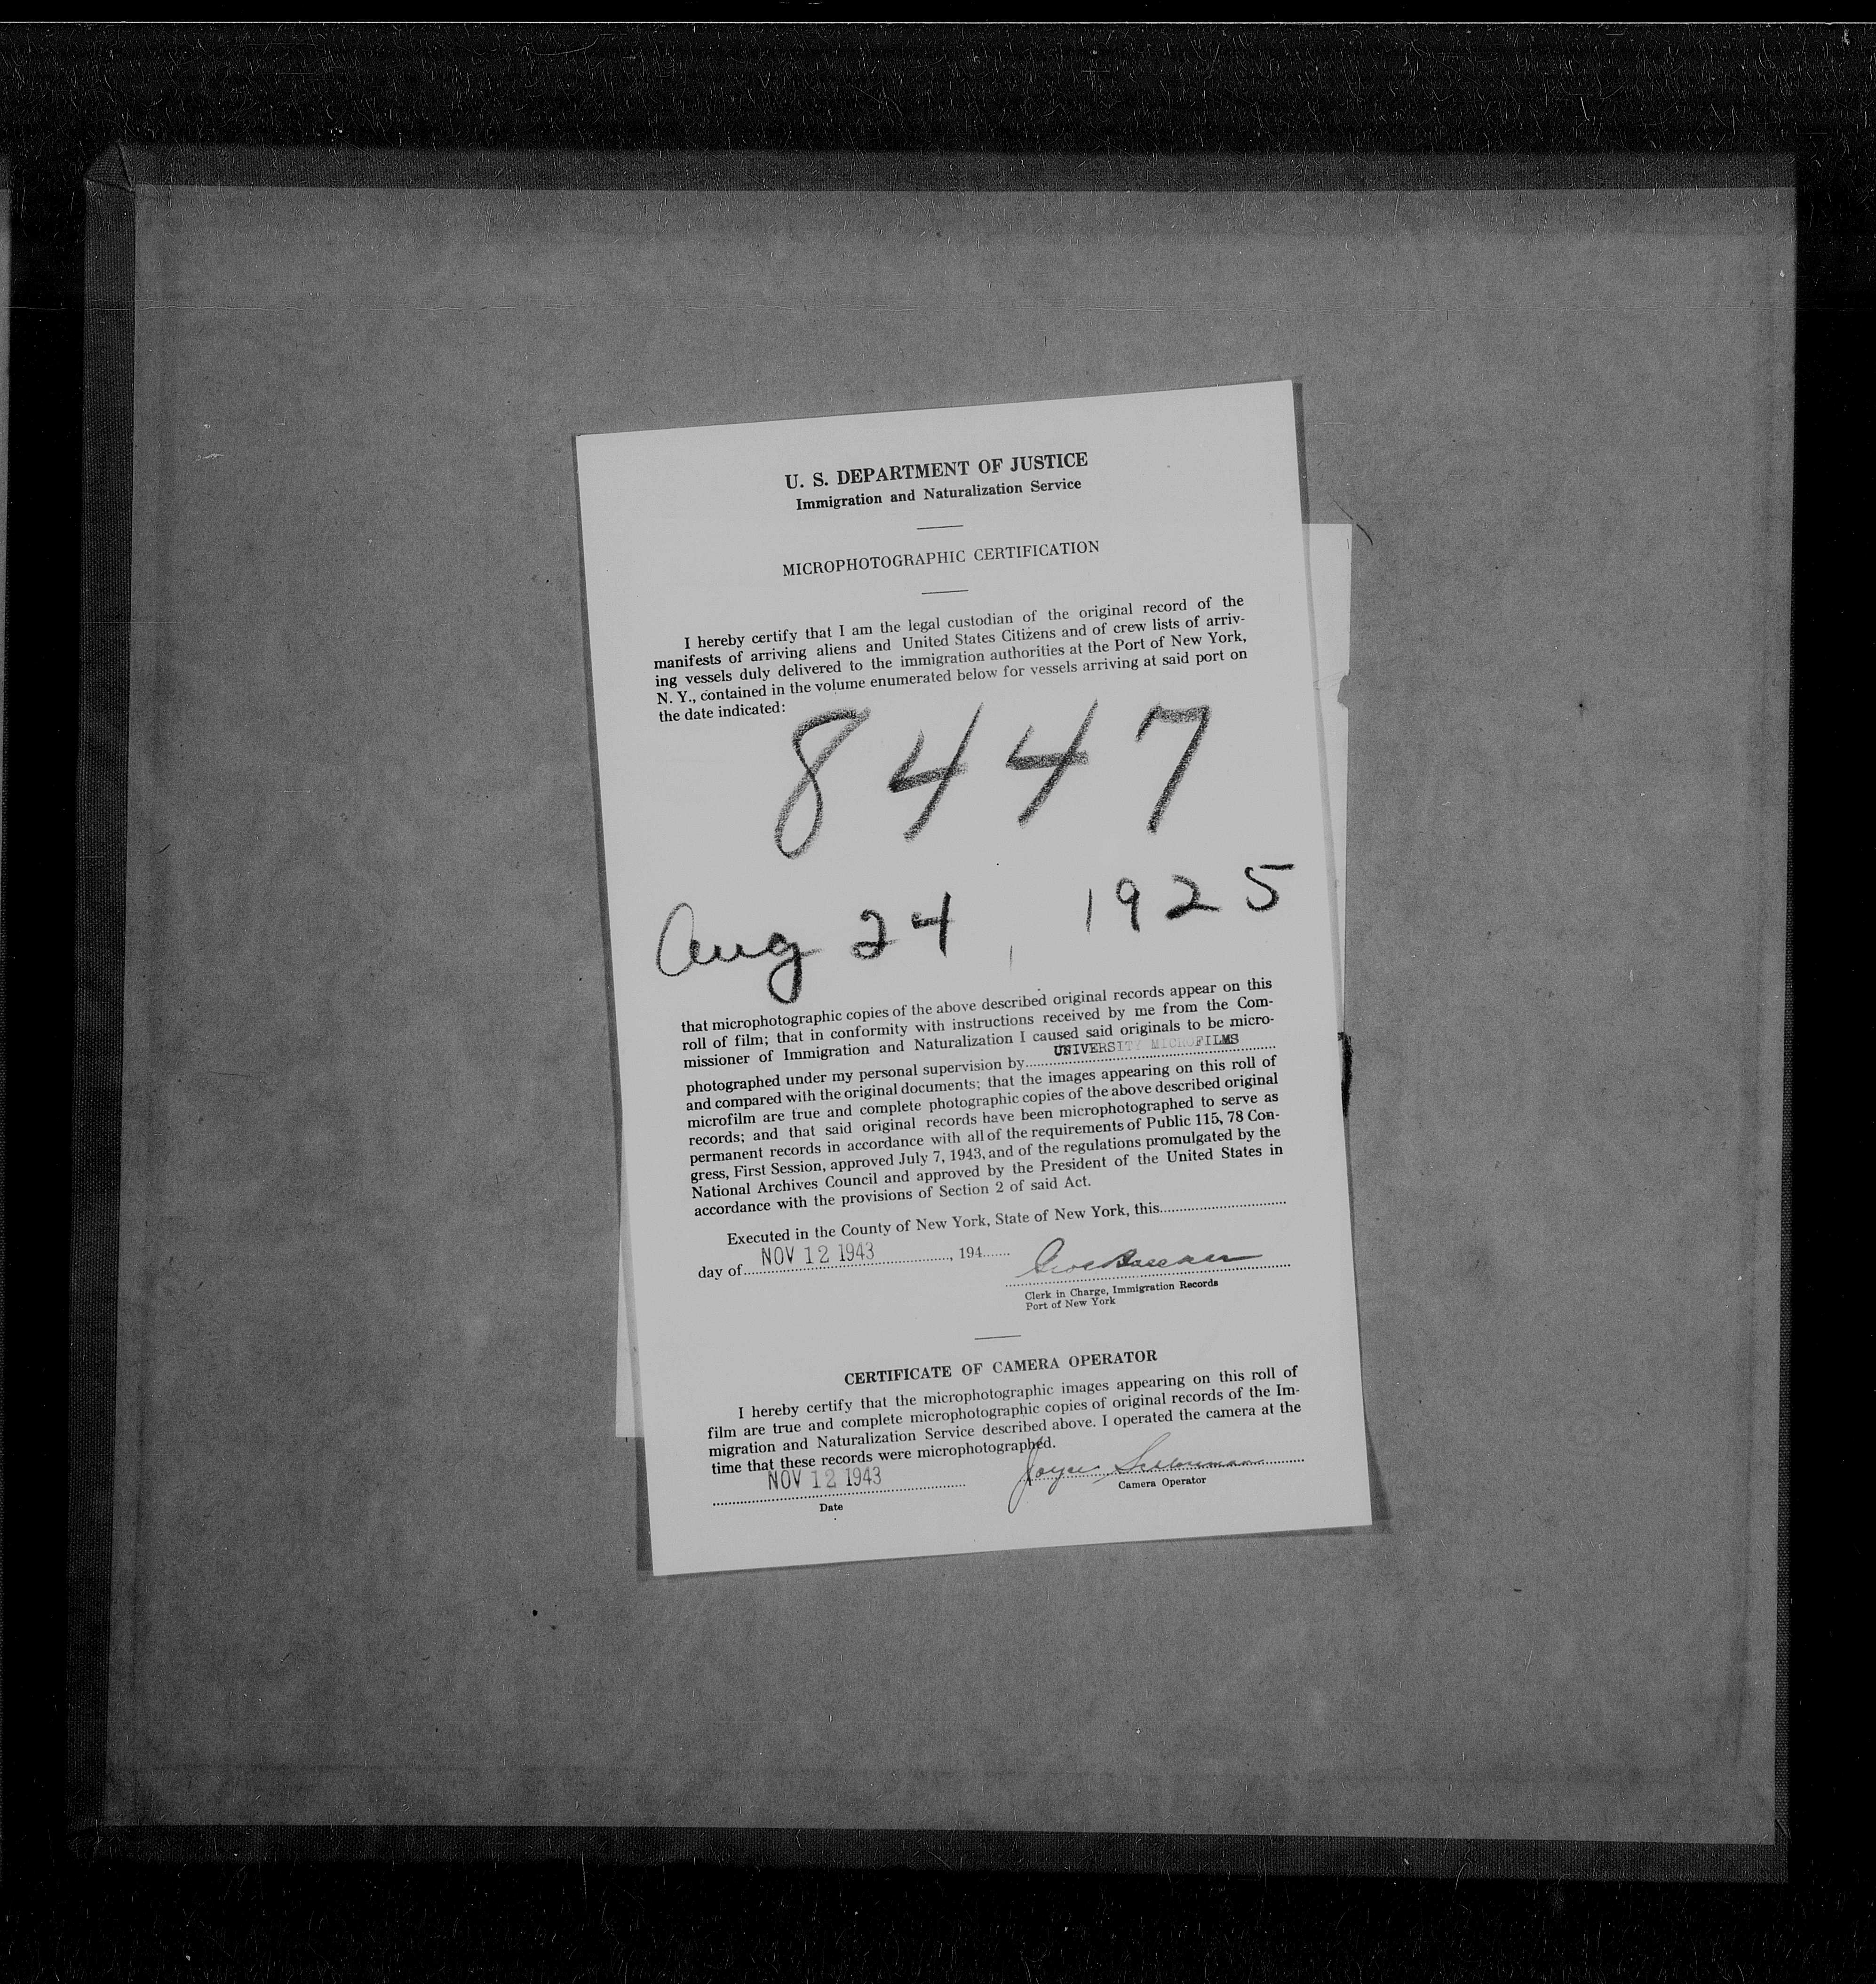 U. S. DEPARTMENT OF JUSTICE
Immigration and Naturalization Service
MICROPHOTOGRAPHIC CERTIFICATION
I hereby certify that I am the legal custodian of the original record of the
manifests of arriving aliens and United States Citizens and of crew lists of arriv-
ing vessels duly delivered to the immigration authorities at the Port of New York,
N. Y., contained in the volume enumerated below for vessels arriving at said port on
the date indicated:
8447
Aug 24, 1925
that microphotographic copies of the above described original records appear on this
roll of film; that in conformity with instructions received by me from the Com-
missioner of Immigration and Naturalization I caused said originals to be micro-
photographed under my personal supervision by UNIVERSITY MICROFILMS
and compared with the original documents; that the images appearing on this roll of
microfilm are true and complete photographic copies of the above described original
records; and that said original records have been microphotographed to serve as
permanent records in accordance with all of the requirements of Public 115, 78 Con-
gress, First Session, approved July 7, 1943, and of the regulations promulgated by the
National Archives Council and approved by the President of the United States in
accordance with the provisions of Section 2 of said Act.
Executed in the County of New York, State of New York, this
day of NOV 12 1943, 194
Clerk in Charge, Immigration Records
Port of New York
CERTIFICATE OF CAMERA OPERATOR
I hereby certify that the microphotographic images appearing on this roll of
film are true and complete microphotographic copies of original records of the Im-
migration and Naturalization Service described above. I operated the camera at the
time that these records were microphotographed.
NOV 12 1943 Joyce
Date Camera Operator